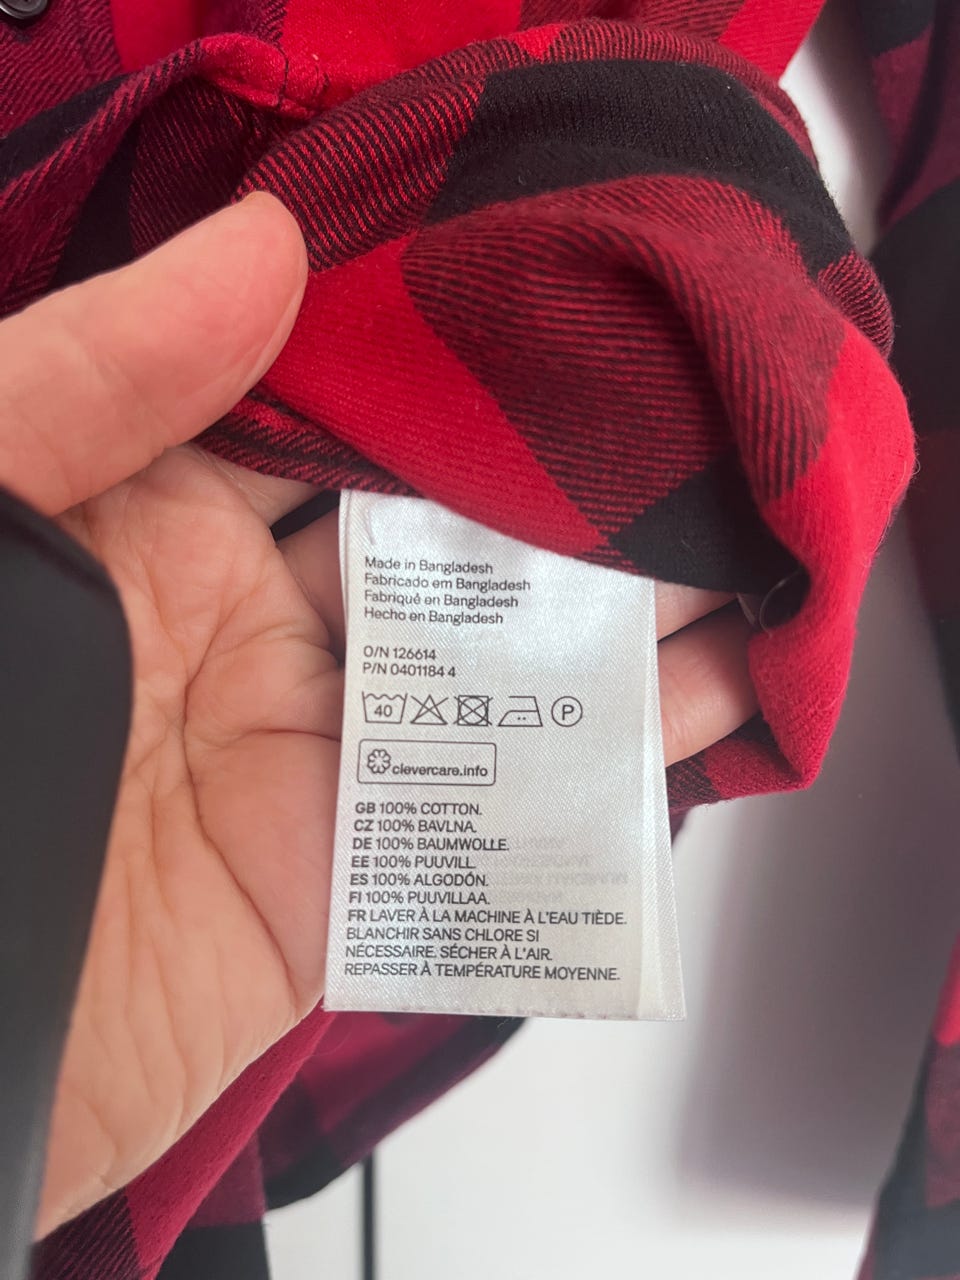 Made in Bangladesh
Fabricado em Bangladesh
Fabriqué en Bangladesh
Hecho en Bangladesh
O/N 126614
P/N 0401184 4
40 P
clevercare.info
GB 100% COTTON.
CZ 100% BAVLNA.
DE 100% BAUMWOLLE.
EE 100% PUUVILL.
ES 100% ALGODÓN.
FI 100% PUUVILLAA.
FR LAVER À LA MACHINE À L'EAU TIÈDE.
BLANCHIR SANS CHLORE SI
NÉCESSAIRE. SÉCHER À L'AIR.
REPASSER À TEMPÉRATURE MOYENNE.